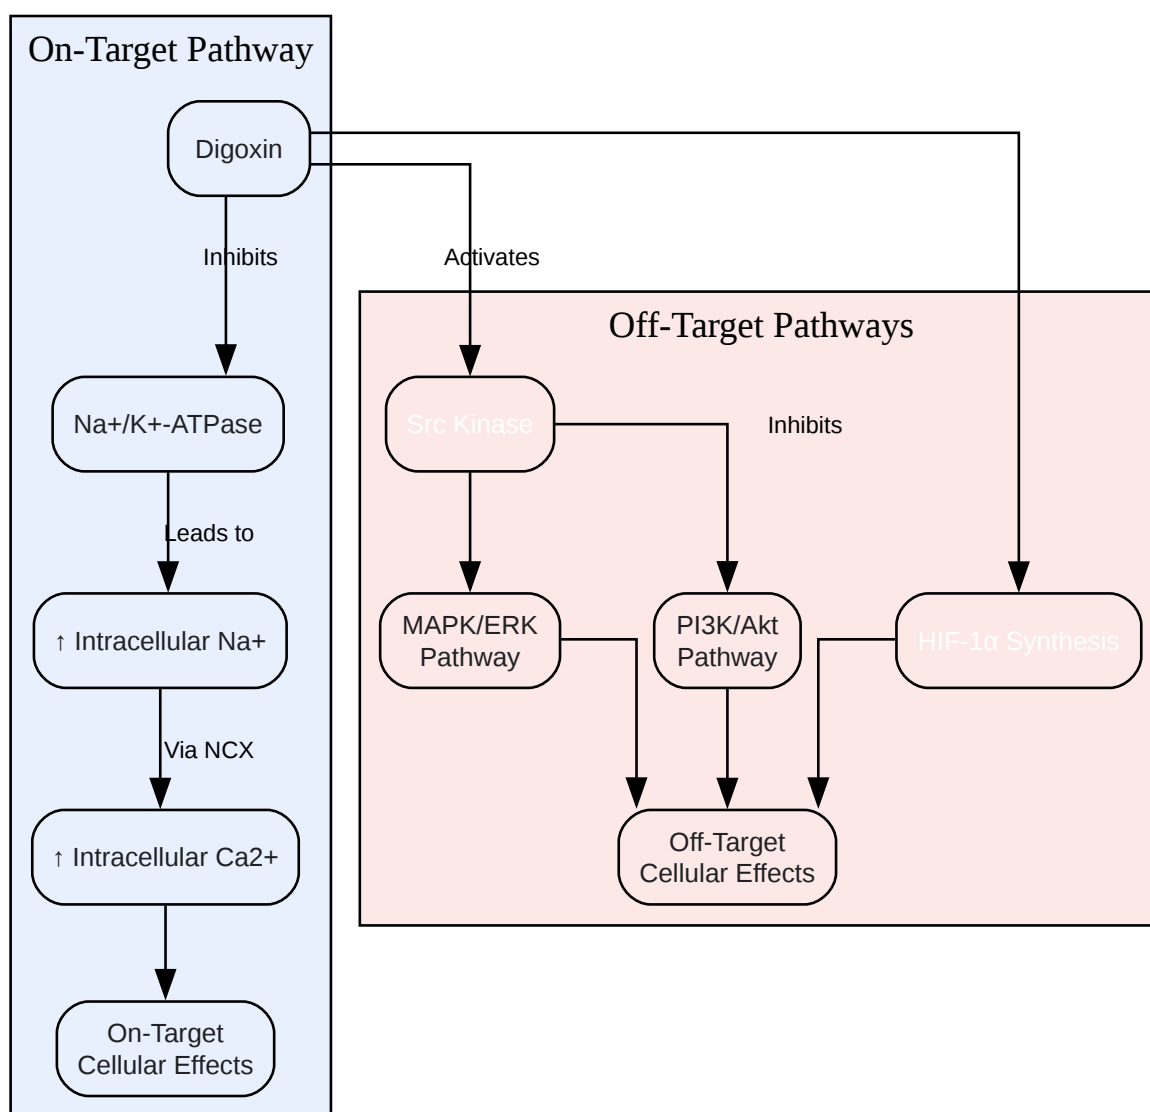 On-Target Pathway
Digoxin
Inhibits
Activates
Off-Target Pathways
Na+/K+-ATPase
Src Kinase
Inhibits
Leads to
↑ Intracellular Na+
MAPK/ERK
Pathway
PI3K/Akt
Pathway
HIF-1α Synthesis
Via NCX
↑ Intracellular Ca2+
Off-Target
Cellular Effects
On-Target
Cellular Effects